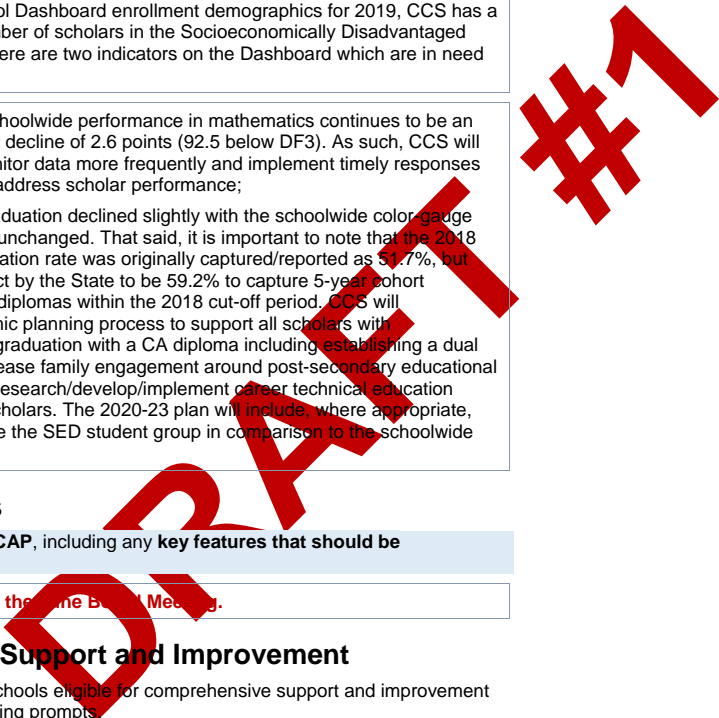 ol Dashboard enrollment demographics for 2019, CCS has a
ber of scholars in the Socioeconomically Disadvantaged
ere are two indicators on the Dashboard which are in need
hoolwide performance in mathematics continues to be an
decline of 2.6 points (92.5 below DF3). As such, CCS will
nitor data more frequently and implement timely responses
address scholar performance;
duation declined slightly with the schoolwide color-gauge
unchanged. That said, it is important to note that the 2018
ation rate was originally captured/reported as 51.7%, but
ct by the State to be 59.2% to capture 5-year cohort
diplomas within the 2018 cut-off period. CCS will
nic planning process to support all scholars with
graduation with a CA diploma including establishing a dual
ease family engagement around post-secondary educational
esearch/develop/implement career technical education
cholars. The 2020-23 plan will include, where appropriate,
e the SED student group in comparison to the schoolwide
CAP, including any key features that should be
the Meeting.
Support and Improvement
chools eligible for comprehensive support and improvement
ing prompts.
DRAFT #1